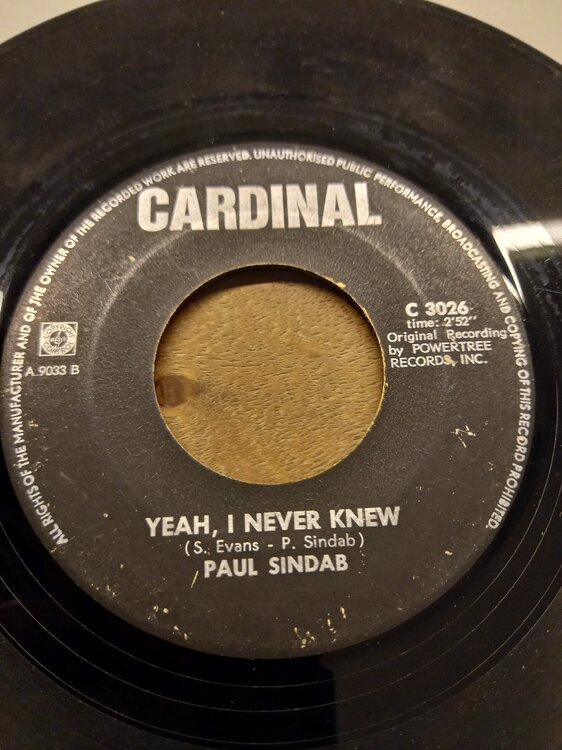 ALL RIGHTS OF THE MANUFACTURER AND OF THE OWNER OF THE RECORDED WORK ARE RESERVED. UNAUTHORISED PUBLIC PERFORMANCE, BROADCASTING AND COPYING OF THIS RECORD PROHIBITED.
CARDINAL
C 3026
time: 2'52''
Original Recording
by POWERTREE
RECORDS, INC.
A 9033 B
YEAH, I NEVER KNEW
(S. Evans - P. Sindab)
PAUL SINDAB